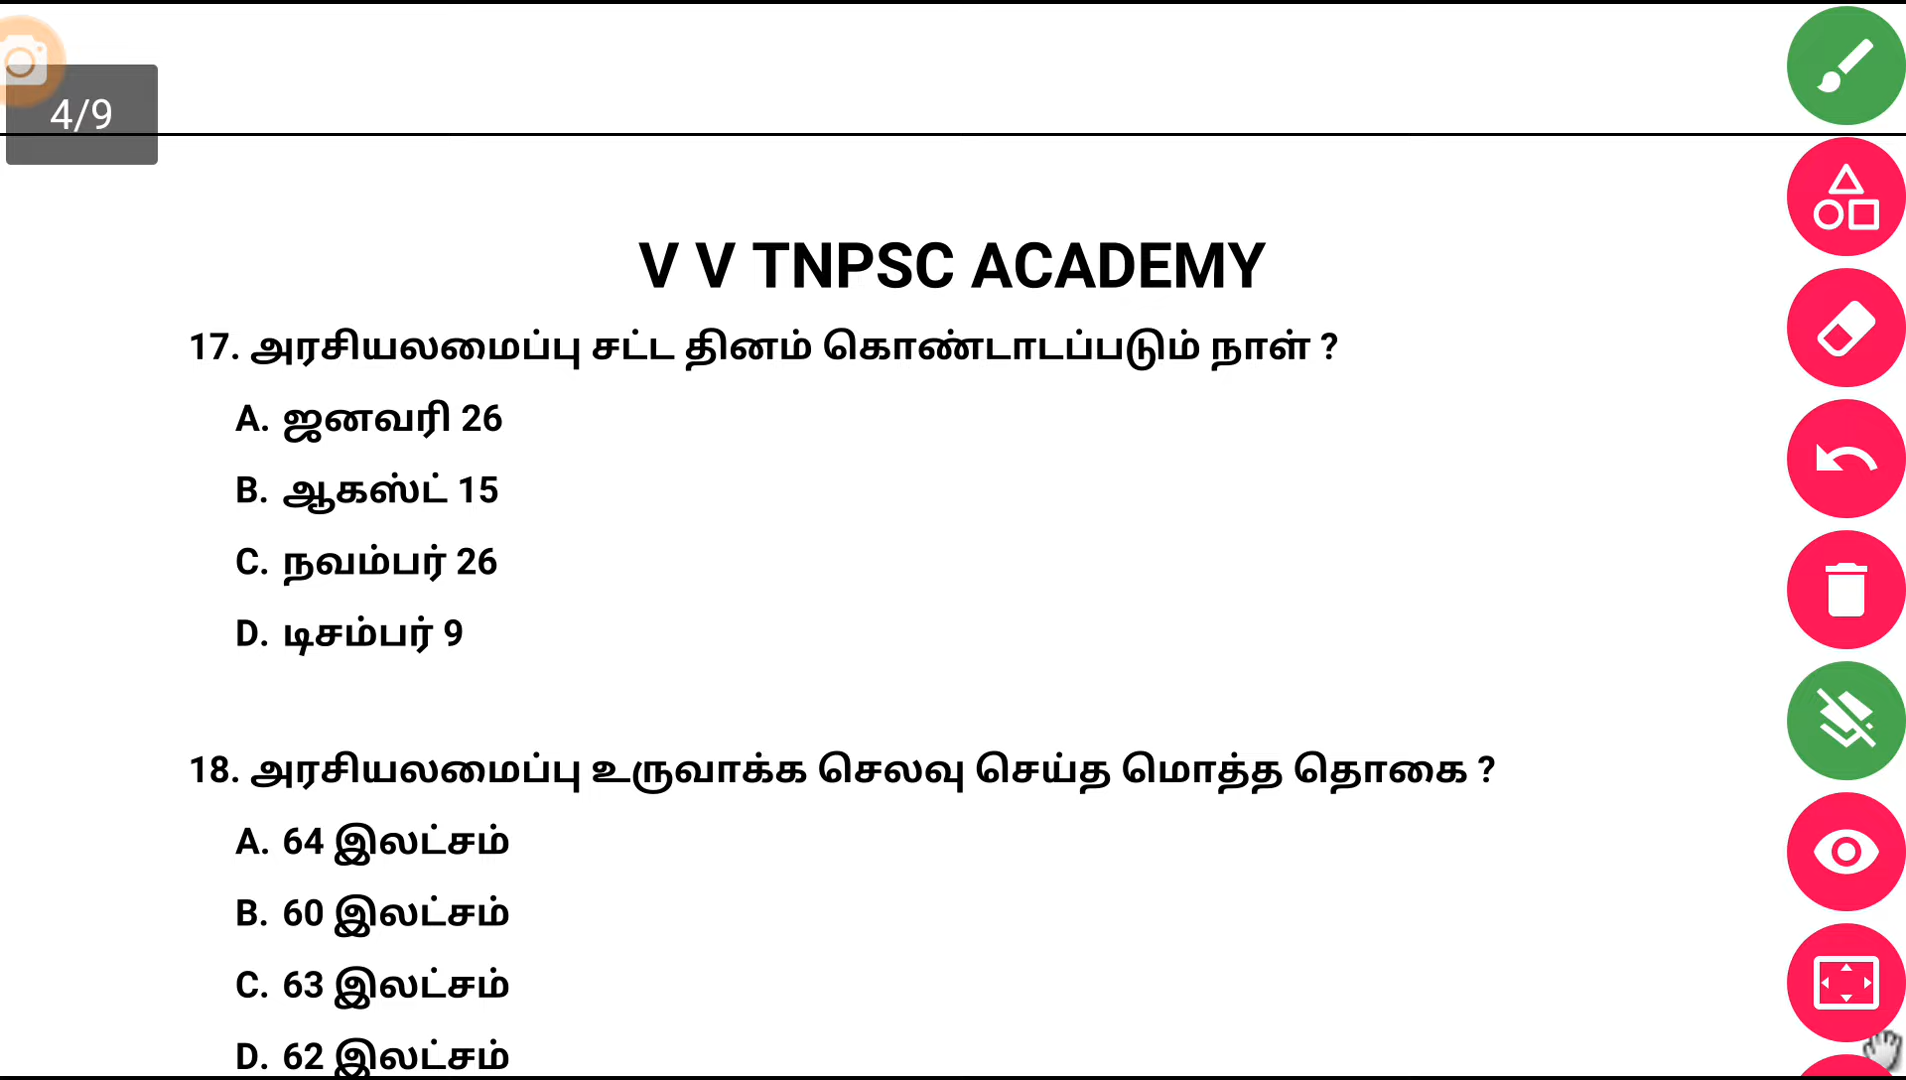 4/9
V V TNPSC ACADEMY
17. அரசியலமைப்பு சட்ட தினம் கொண்டாடப்படும் நாள் ?
A. ஜனவரி 26
B. ஆகஸ்ட் 15
C. நவம்பர் 26
D. டிசம்பர் 9
18. அரசியலமைப்பு உருவாக்க செலவு செய்த மொத்த தொகை ?
A. 64 இலட்சம்
B. 60 இலட்சம்
C. 63 இலட்சம்
D. 62 இலட்சம்